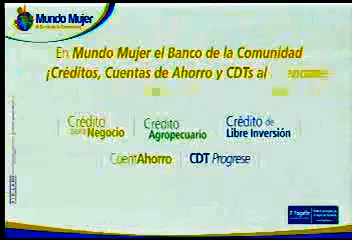 Mundo Mujer
En Mundo Mujer el Banco de la Comunidad
¡Créditos, Cuentas de Ahorro y CDTs al
Crédito para Negocio
Crédito Agropecuario
Crédito de Libre Inversión
CuentAhorro
CDT Progrese
Fogafín